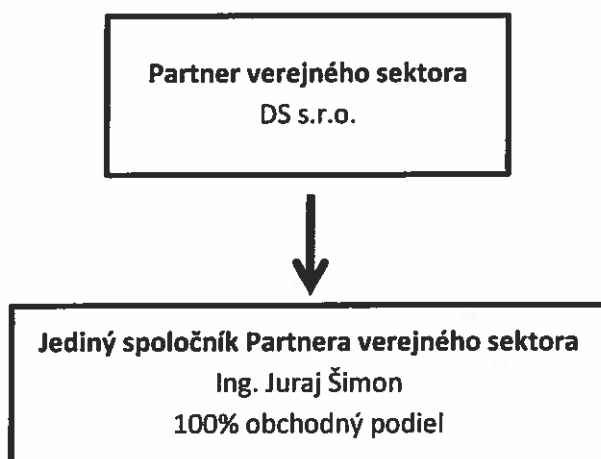 Partner verejného sektora
DS s.r.o.
Jediný spoločník Partnera verejného sektora
Ing. Juraj Šimon
100% obchodný podiel